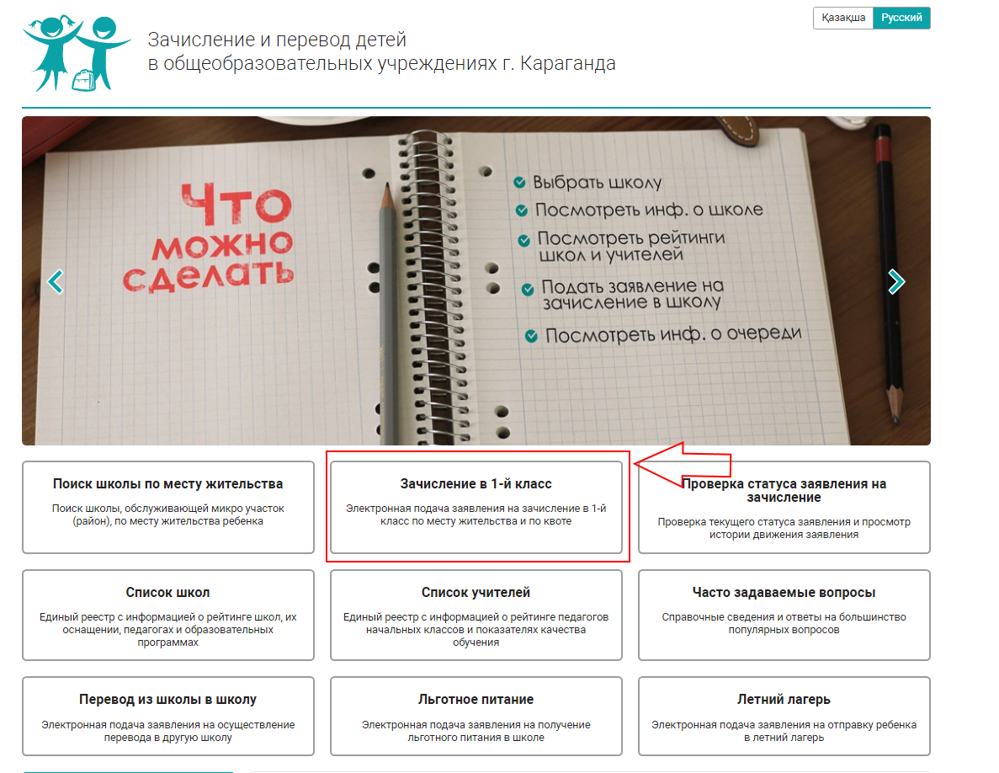 Қазақша
Русский
Зачисление и перевод детей
в общеобразовательных учреждениях г. Караганда
Что
можно
сделать
Выбрать школу
Посмотреть инф. о школе
Посмотреть рейтинги
школ и учителей
Подать заявление на
зачисление в школу
Посмотреть инф. о очереди
Поиск школы по месту жительства
Поиск школы, обслуживающей микро участок
(район), по месту жительства ребенка
Зачисление в 1-й класс
Электронная подача заявления на зачисление в 1-й
класс по месту жительства и по квоте
Проверка статуса заявления на
зачисление
Проверка текущего статуса заявления и просмотр
истории движения заявления
Список школ
Единый реестр с информацией о рейтинге школ, их
оснащении, педагогах и образовательных
программах
Список учителей
Единый реестр с информацией о рейтинге педагогов
начальных классов и показателях качества
обучения
Часто задаваемые вопросы
Справочные сведения и ответы на большинство
популярных вопросов
Перевод из школы в школу
Электронная подача заявления на осуществление
перевода в другую школу
Льготное питание
Электронная подача заявления на получение
льготного питания в школе
Летний лагерь
Электронная подача заявления на отправку ребенка
в летний лагерь